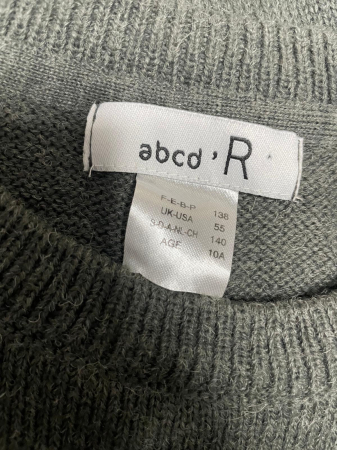 abcd 'R
F-E-B-P 138
UK-USA 55
S-D-A-NL-CH 140
AGE 10A